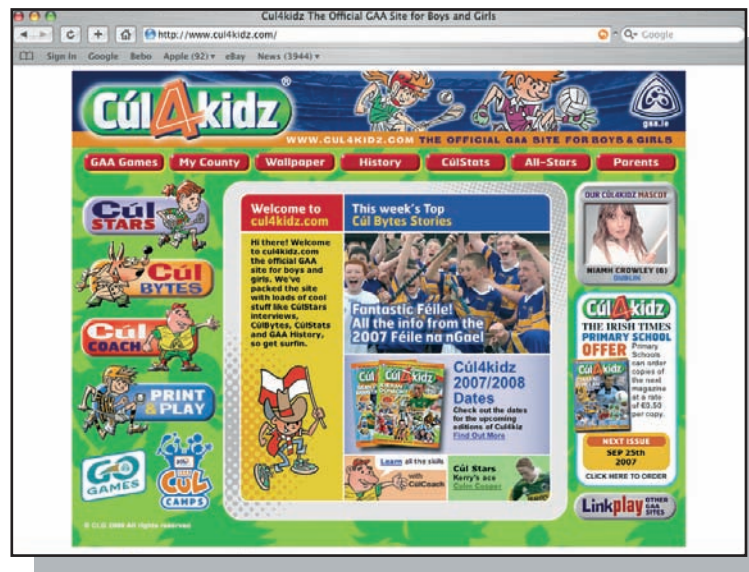 Cul4kidz The Official GAA Site for Boys and Girls
http://www.cul4kidz.com/
Google
Sign In Google Bebo Apple (92) eBay News (3944)
Cúl4kidz
WWW.CUL4KIDZ.COM THE OFFICIAL GAA SITE FOR BOYS & GIRLS
gaa.ie
GAA Games
My County
Wallpaper
History
CúlStats
All-Stars
Parents
Cúl
STARS
Cúl
BYTES
Cúl
COACH
PRINT
& PLAY
GO
GAMES
CÚL
CAMPS
© CLG 2006 All rights reserved
Welcome to
cul4kidz.com
Hi there! Welcome
to cul4kidz.com
the official GAA
site for boys and
girls. We've
packed the site
with loads of cool
stuff like CúlStars
interviews,
CúlBytes, CúlStats
and GAA History,
so get surfin.
This week's Top
Cúl Bytes Stories
Fantastic Féile!
All the info from the
2007 Féile na nGael
Cúl4kidz
2007/2008
Dates
Check out the dates
for the upcoming
editions of Cul4kiz
Find Out More
Learn all the skills
with
CulCoach
Cúl Stars
Kerry's ace
Colm Cooper
OUR CÚL4KIDZ MASCOT
NIAMH CROWLEY (6)
DUBLIN
Cúl4kidz
THE IRISH TIMES
PRIMARY SCHOOL
OFFER
Primary
Schools
can order
copies of
the next
magazine
at a rate
of €0.50
per copy.
NEXT ISSUE
SEP 25th
2007
CLICK HERE TO ORDER
Linkplay OTHER
GAA
SITES